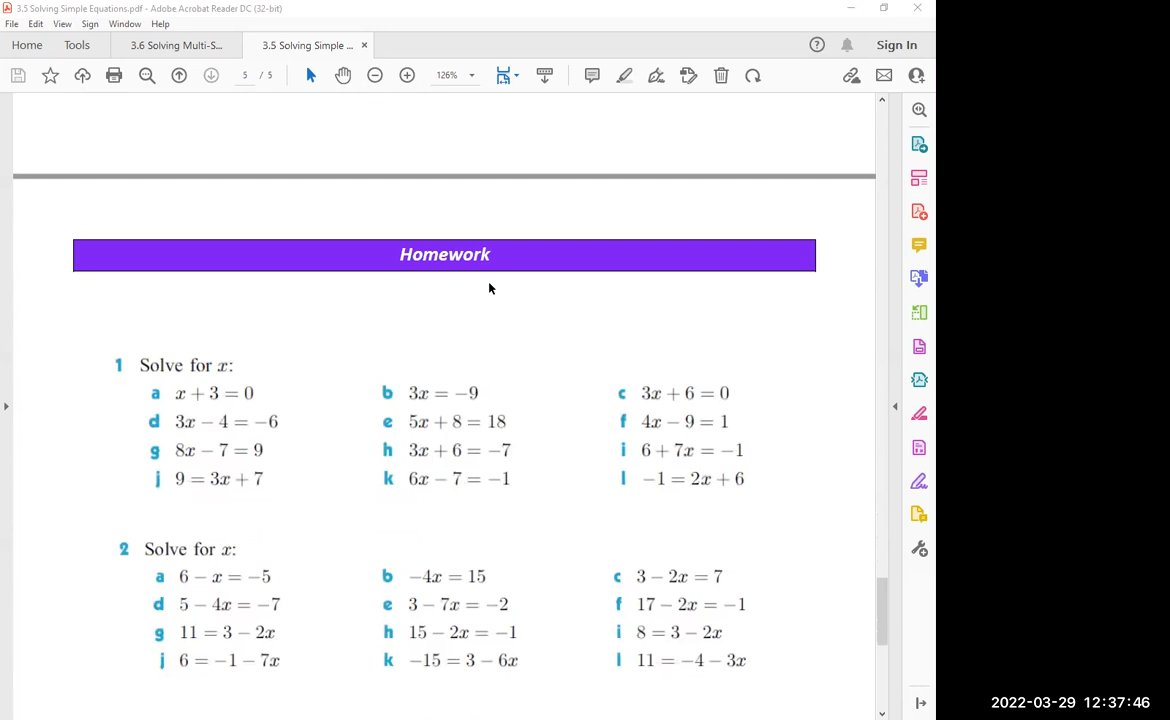 3.5 Solving Simple Equations.pdf - Adobe Acrobat Reader DC (32-bit)
File Edit View Sign Window Help
Home Tools 3.6 Solving Multi-S... 3.5 Solving Simple ... × Sign In
5 / 5 126%
Homework
1 Solve for x:
a x + 3 = 0 b 3x = −9 c 3x + 6 = 0
d 3x − 4 = −6 e 5x + 8 = 18 f 4x − 9 = 1
g 8x − 7 = 9 h 3x + 6 = −7 i 6 + 7x = −1
j 9 = 3x + 7 k 6x − 7 = −1 l −1 = 2x + 6
2 Solve for x:
a 6 − x = −5 b −4x = 15 c 3 − 2x = 7
d 5 − 4x = −7 e 3 − 7x = −2 f 17 − 2x = −1
g 11 = 3 − 2x h 15 − 2x = −1 i 8 = 3 − 2x
j 6 = −1 − 7x k −15 = 3 − 6x l 11 = −4 − 3x
2022-03-29 12:37:46